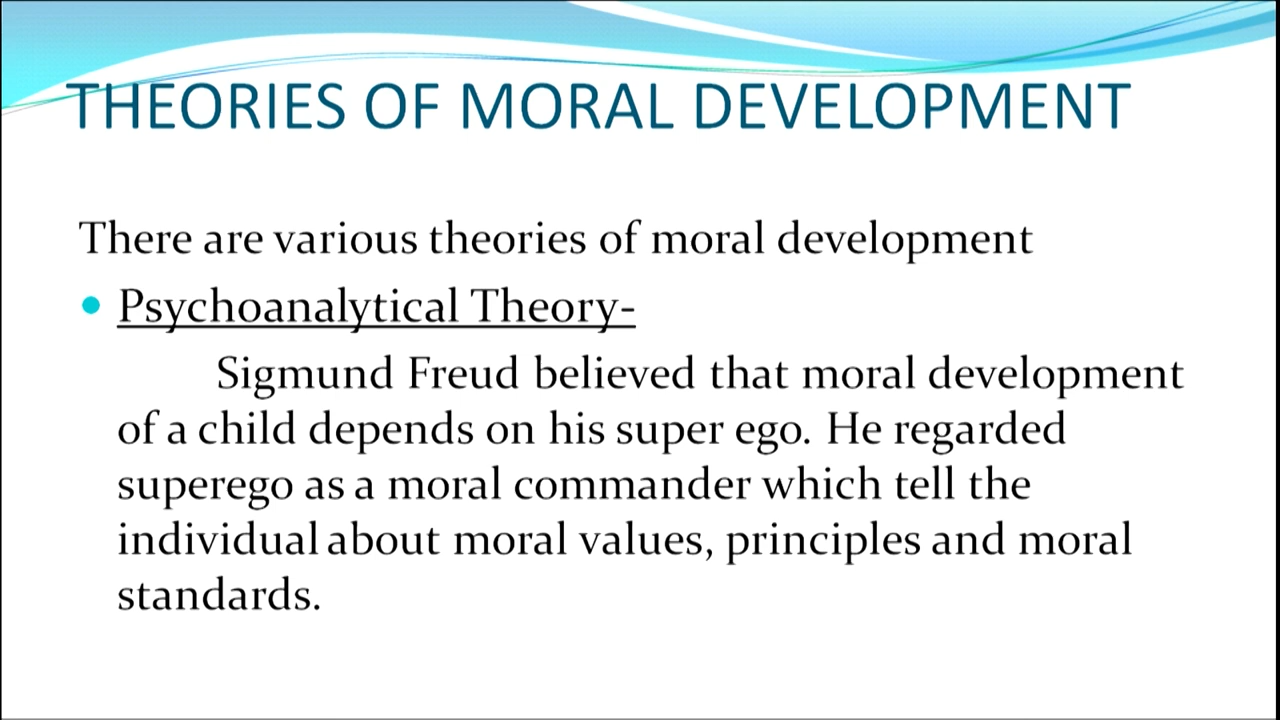 THEORIES OF MORAL DEVELOPMENT
There are various theories of moral development
Psychoanalytical Theory-
Sigmund Freud believed that moral development
of a child depends on his super ego. He regarded
superego as a moral commander which tell the
individual about moral values, principles and moral
standards.